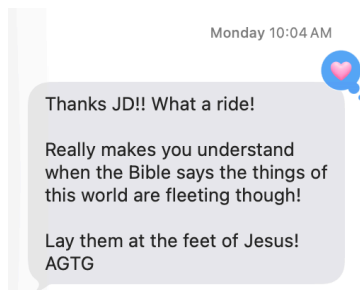 Monday 10:04 AM
Thanks JD!! What a ride!
Really makes you understand
when the Bible says the things of
this world are fleeting though!
Lay them at the feet of Jesus!
AGTG